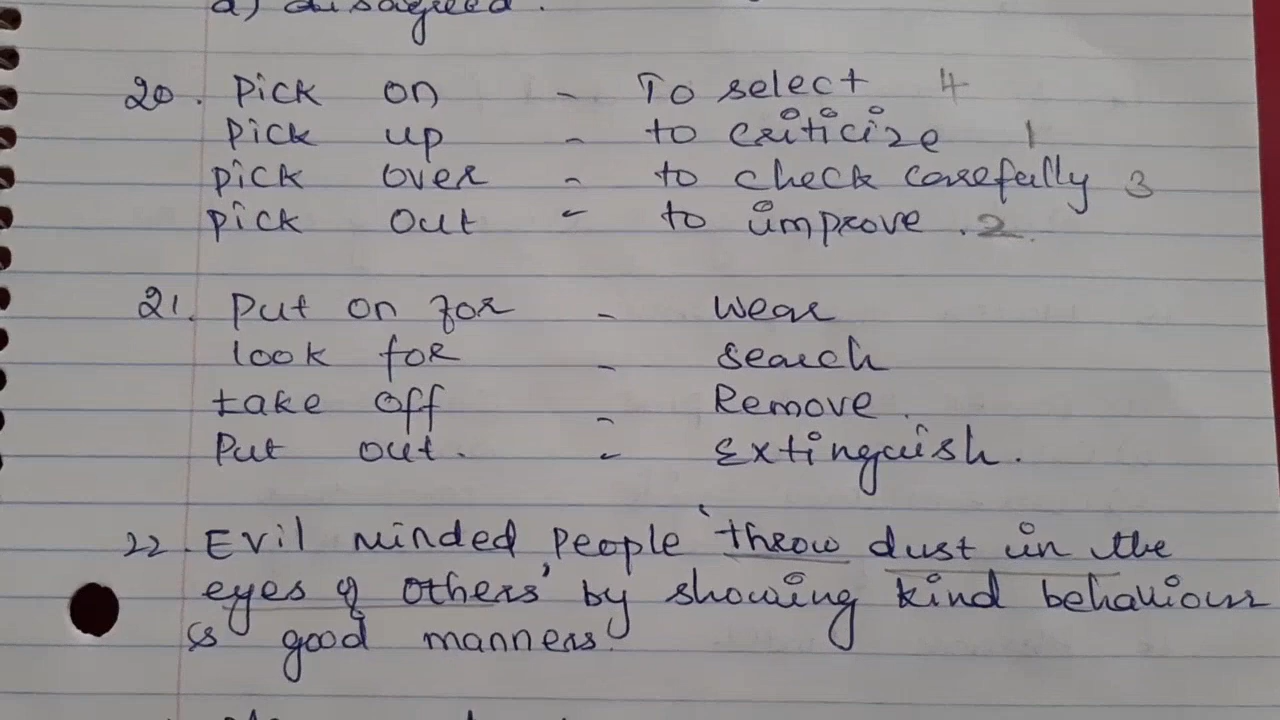 a) disagreed.
20. Pick on - To select 4
Pick up - to criticize 1
pick over - to check carefully 3
pick out - to improve. 2.
21. Put on for - Wear
look for - search
take off - Remove.
Put out. - Extinguish.
22. Evil minded people 'throw dust in the
eyes of others' by showing kind behaviour
& good manners.